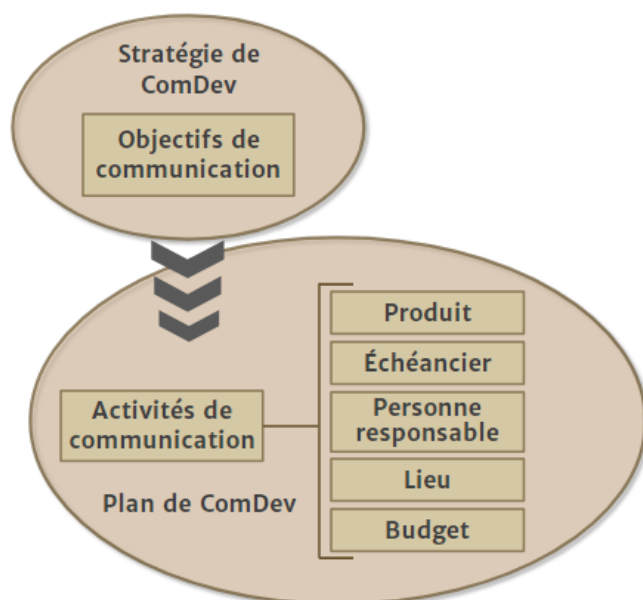 Stratégie de
ComDev
Objectifs de
communication
Produit
Échéancier
Personne
responsable
Lieu
Budget
Activités de
communication
Plan de ComDev